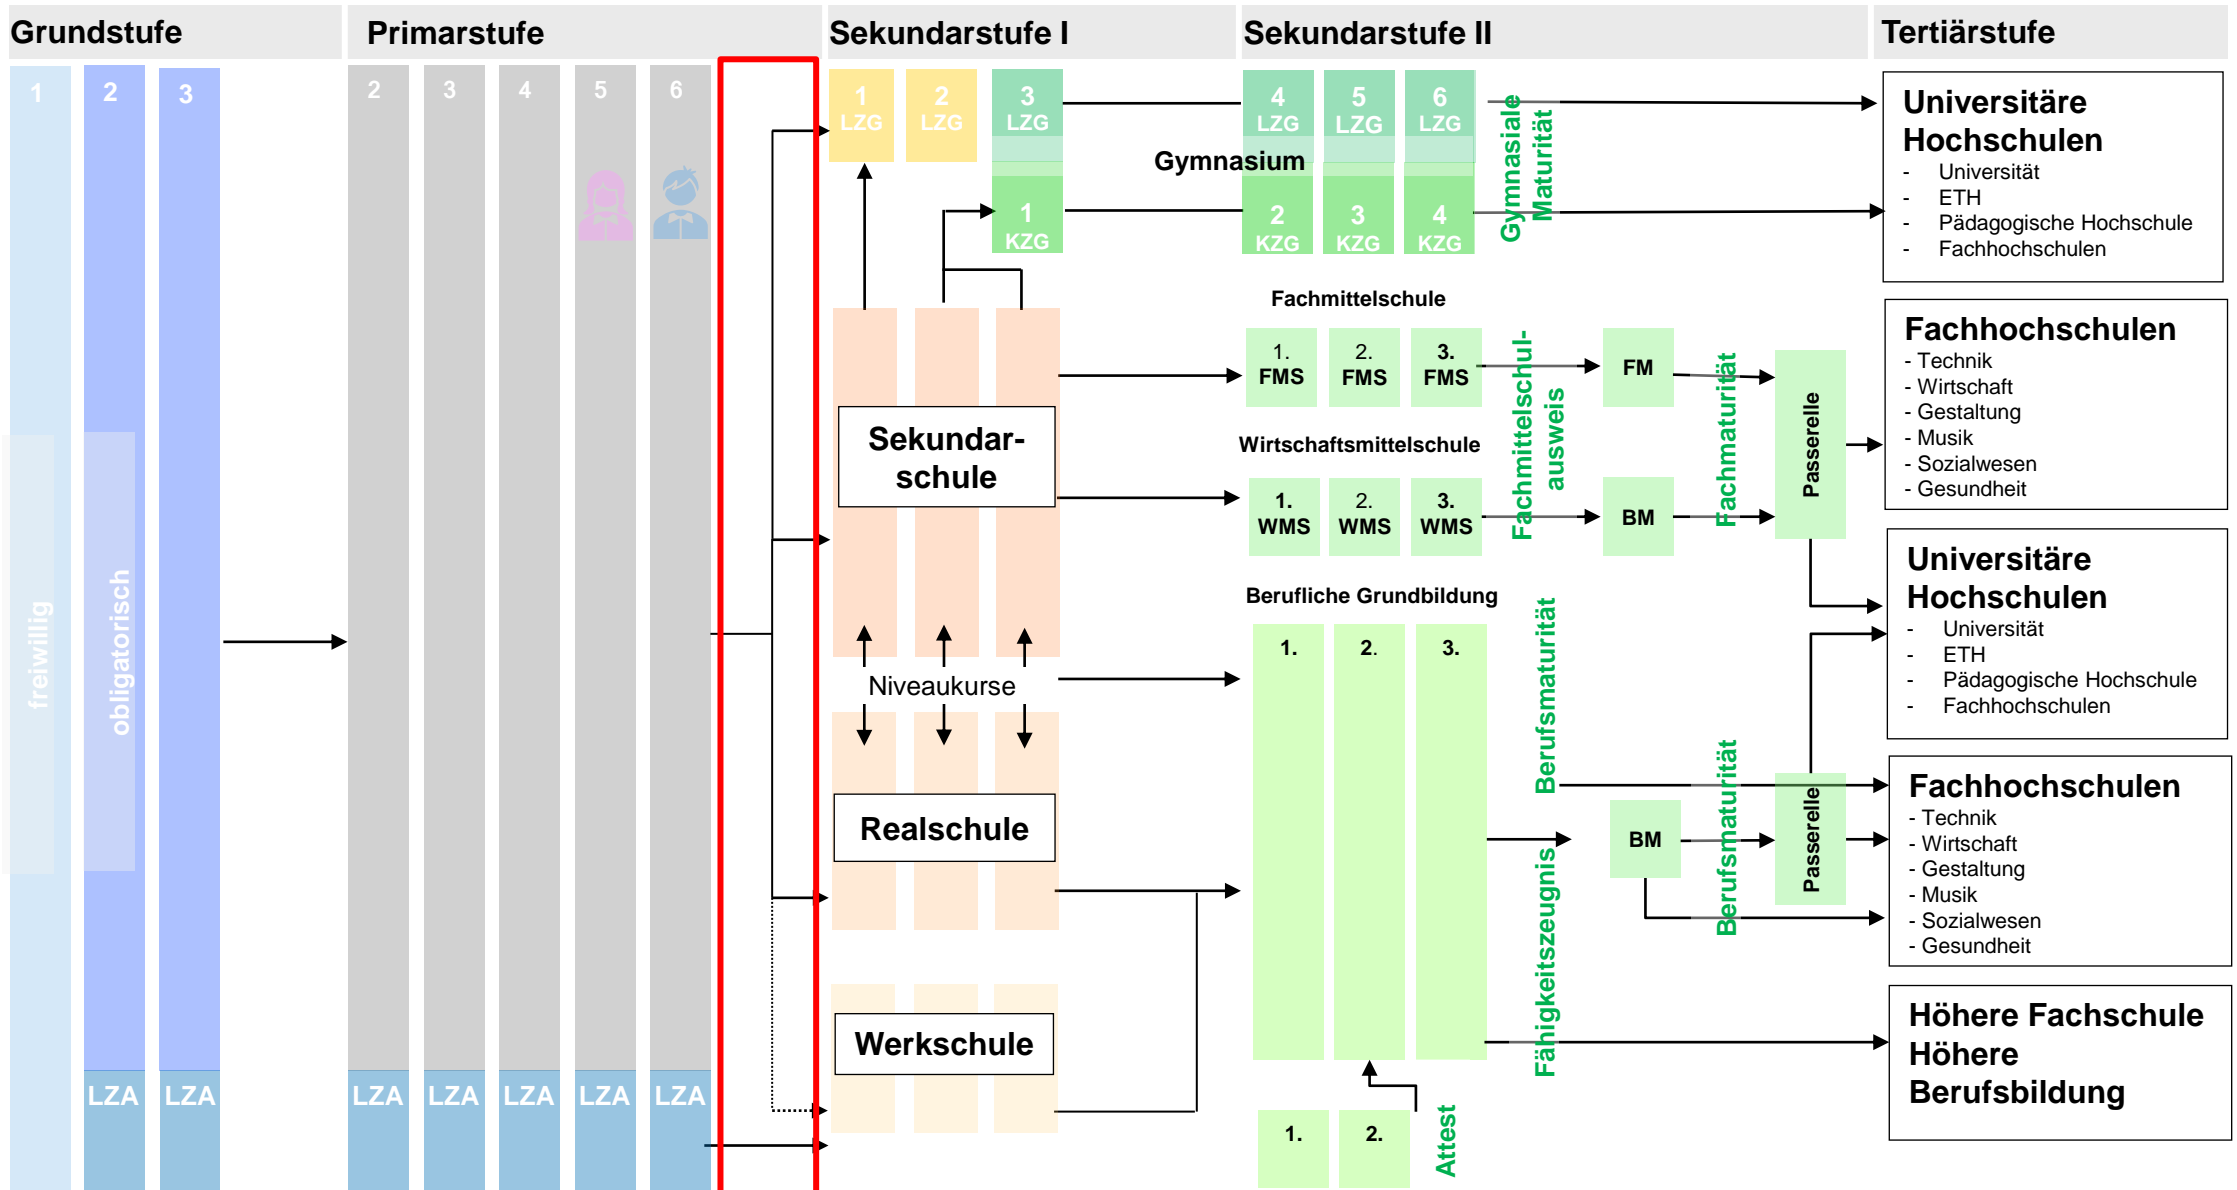 Grundstufe
Primarstufe
Sekundarstufe I
Sekundarstufe II
Tertiärstufe
1
2
3
freiwillig
obligatorisch
LZA
LZA
2
3
4
5
6
LZA
LZA
LZA
LZA
LZA
1
LZG
2
LZG
3
LZG
1
KZG
Gymnasium
4
LZG
5
LZG
6
LZG
2
KZG
3
KZG
4
KZG
Gymnasiale
Maturität
Sekundar-
schule
Niveaukurse
Realschule
Werkschule
Fachmittelschule
1.
FMS
2.
FMS
3.
FMS
Fachmittelschul-
ausweis
FM
Fachmaturität
Passerelle
Wirtschaftsmittelschule
1.
WMS
2.
WMS
3.
WMS
BM
Berufliche Grundbildung
1.
2.
3.
Berufsmaturität
Fähigkeitszeugnis
BM
Berufsmaturität
Passerelle
1.
2.
Attest
Universitäre
Hochschulen
- Universität
- ETH
- Pädagogische Hochschule
- Fachhochschulen
Fachhochschulen
- Technik
- Wirtschaft
- Gestaltung
- Musik
- Sozialwesen
- Gesundheit
Universitäre
Hochschulen
- Universität
- ETH
- Pädagogische Hochschule
- Fachhochschulen
Fachhochschulen
- Technik
- Wirtschaft
- Gestaltung
- Musik
- Sozialwesen
- Gesundheit
Höhere Fachschule
Höhere
Berufsbildung